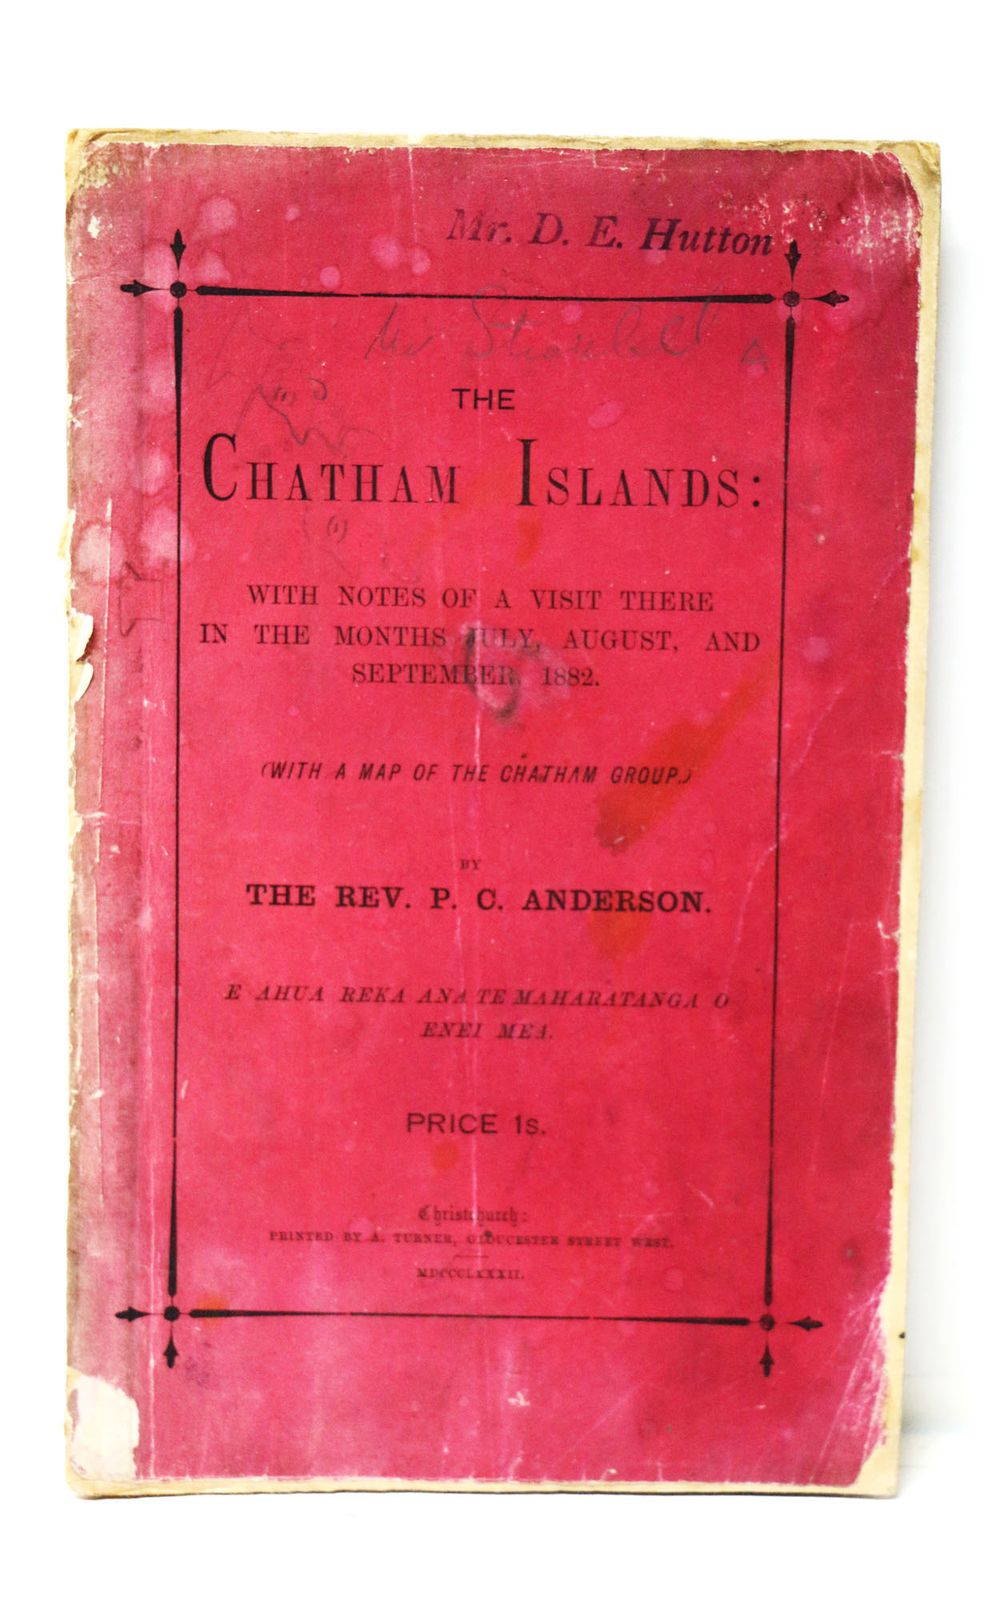 Mr. D. E. Hutton
Mr
A
THE
CHATHAM ISLANDS:
WITH NOTES OF A VISIT THERE
IN THE MONTHS JULY, AUGUST, AND
SEPTEMBER, 1882.
(WITH A MAP OF THE CHATHAM GROUP.)
BY
THE REV. P. C. ANDERSON.
E AHUA REKA ANA TE MAHARATANGA O
ENEI MEA.
PRICE 1s.
Christchurch:
PRINTED BY A. TURNER, GLOUCESTER STREET WEST.
MDCCCLXXXII.